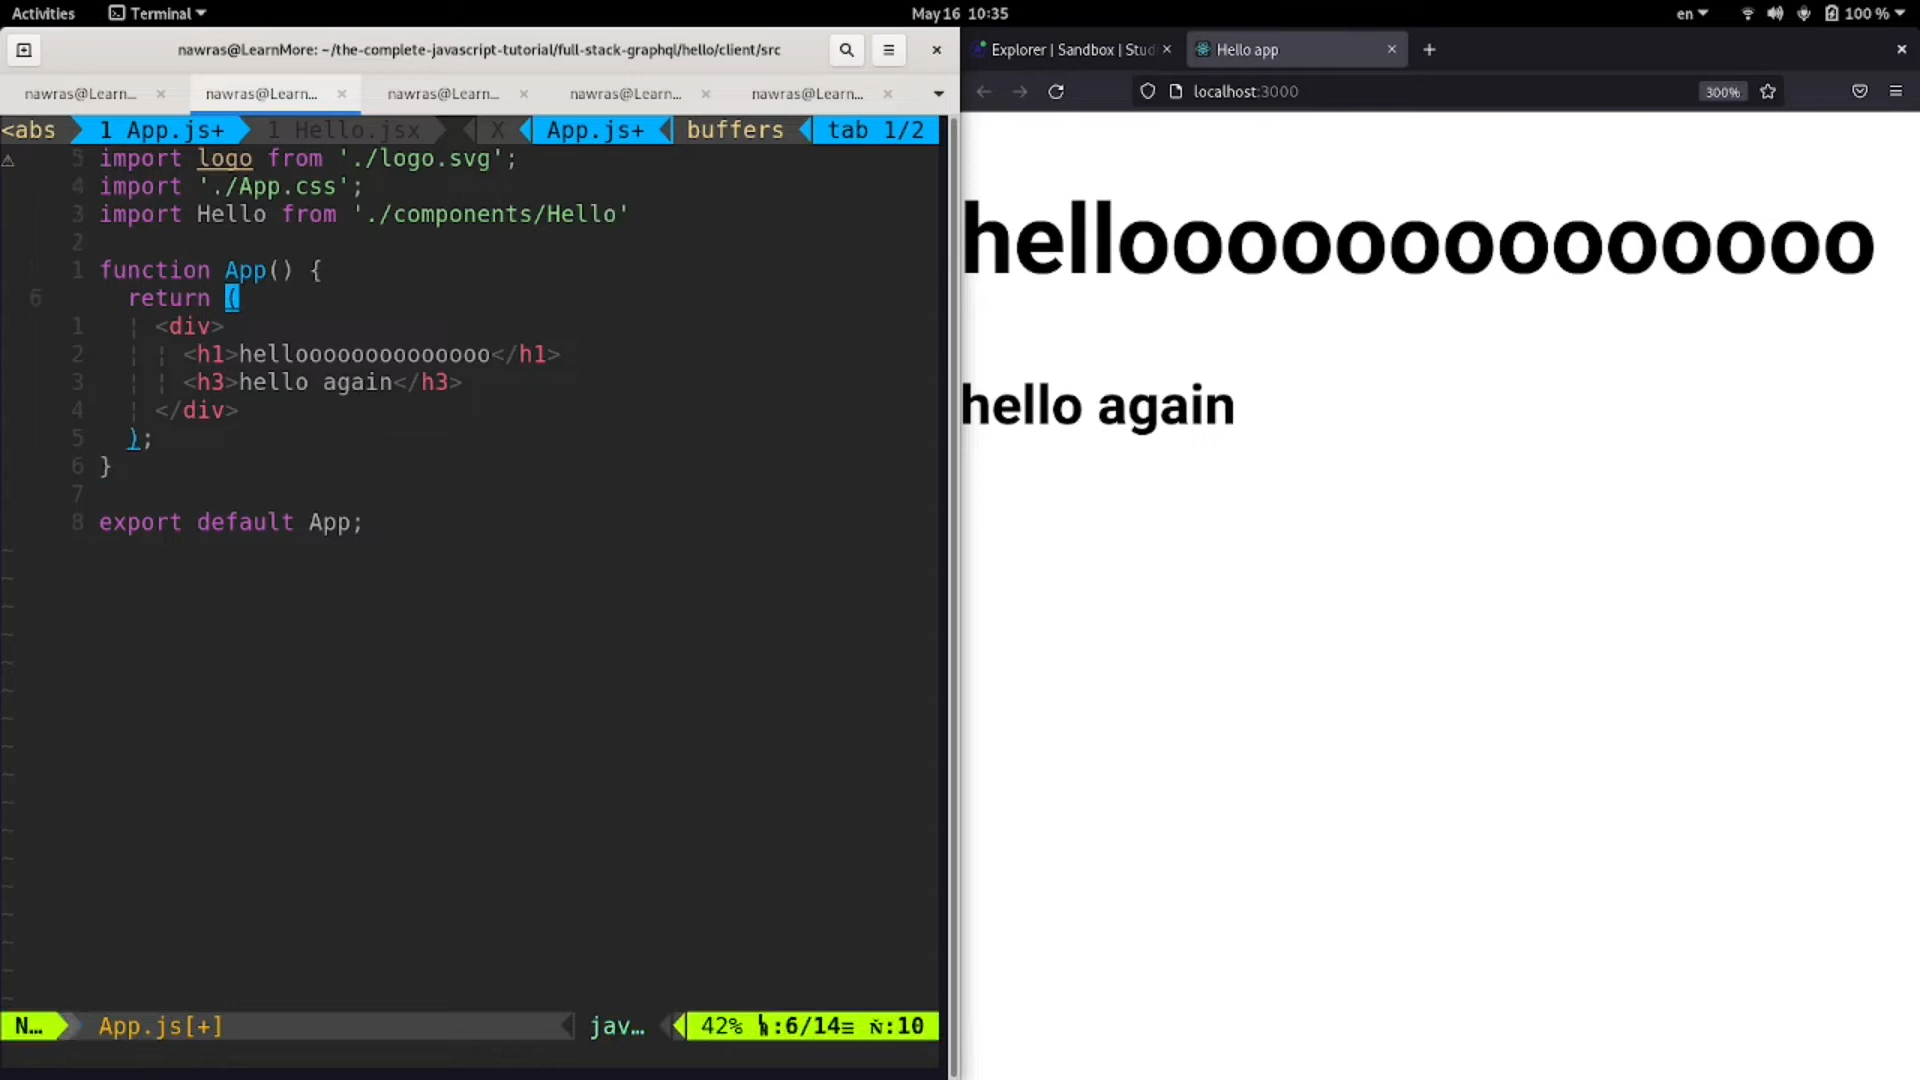 Activities Terminal May 16 10:35 en 100 %
nawras@LearnMore: ~/the-complete-javascript-tutorial/full-stack-graphql/hello/client/src
nawras@Learn... nawras@Learn... nawras@Learn... nawras@Learn... nawras@Learn...
<abs 1 App.js+ 1 Hello.jsx X App.js+ buffers tab 1/2
5 import logo from './logo.svg';
4 import './App.css';
3 import Hello from './components/Hello'
2
1 function App() {
6 return (
1 <div>
2 <h1>hellooooooooooooooo</h1>
3 <h3>hello again</h3>
4 </div>
5 );
6 }
7
8 export default App;
N... App.js[+] jav... 42% :6/14≡ :10
Explorer | Sandbox | Stud Hello app
localhost:3000 300%
helloooooooooooooo
hello again